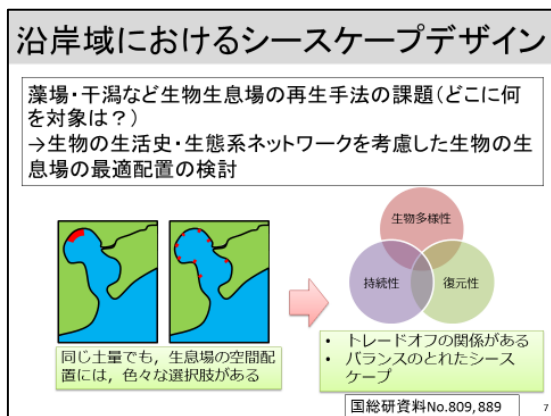 沿岸域におけるシースケープデザイン
藻場・干潟など生物生息場の再生手法の課題(どこに何
を対象は?)
→生物の生活史・生態系ネットワークを考慮した生物の生
息場の最適配置の検討
生物多様性
持続性
復元性
同じ土量でも，生息場の空間配
置には，色々な選択肢がある
• トレードオフの関係がある
• バランスのとれたシース
ケープ
国総研資料No.809,889
7